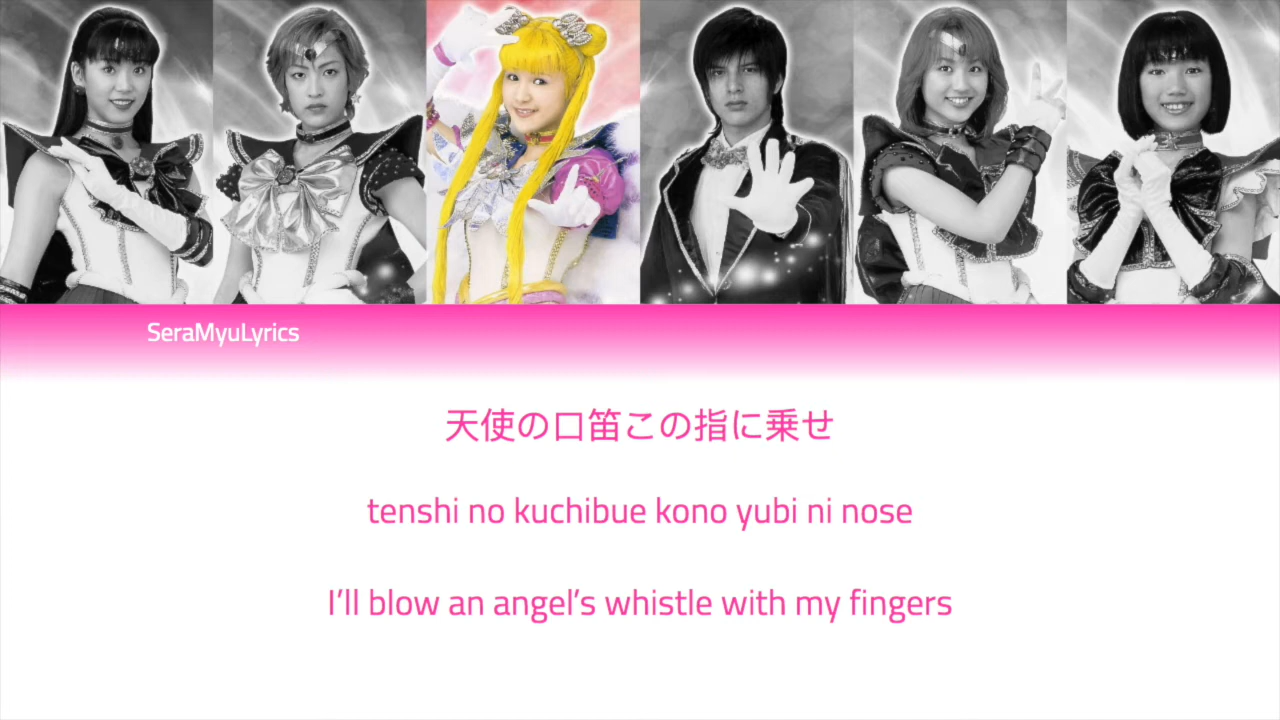 SeraMyuLyrics
天使の口笛この指に乗せ
tenshi no kuchibue kono yubi ni nose
I’ll blow an angel’s whistle with my fingers